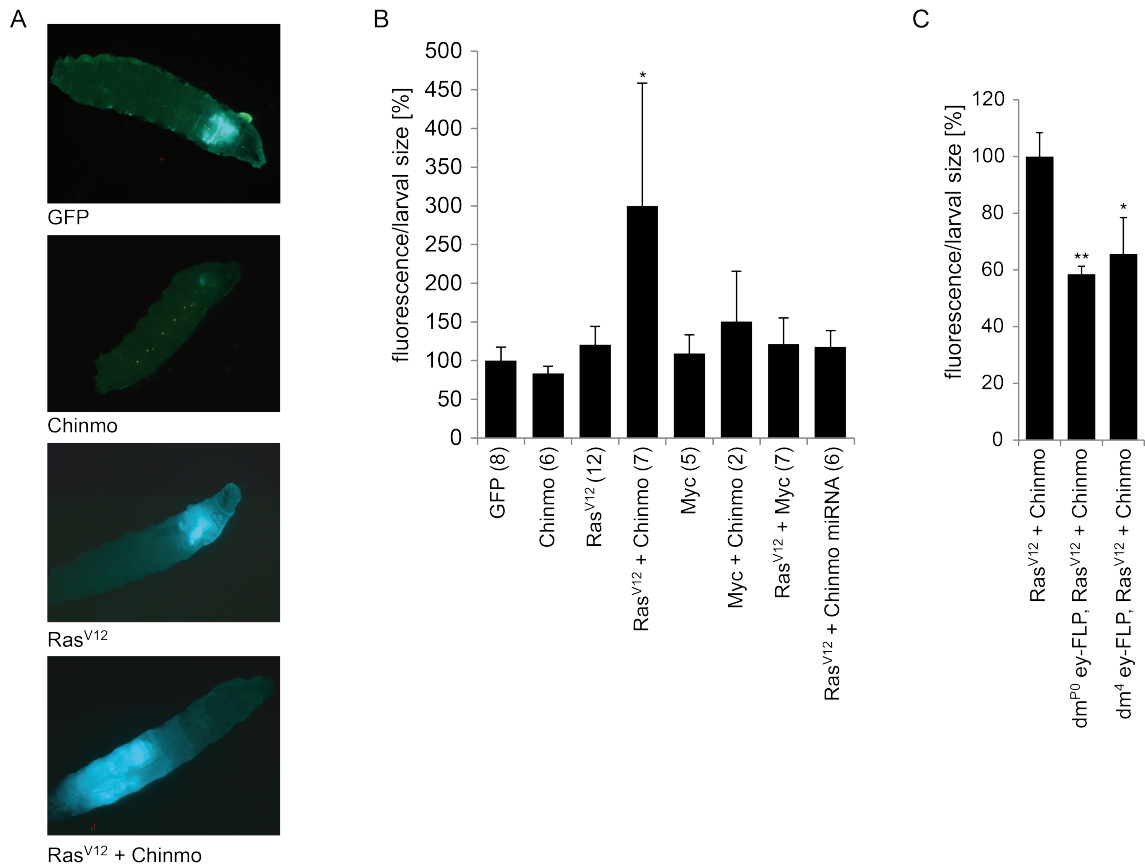 A
GFP
Chinmo
RasV12
RasV12 + Chinmo
B
fluorescence/larval size [%]
500
450
400
350
300
250
200
150
100
50
0
*
GFP (8)
Chinmo (6)
RasV12 (12)
RasV12 + Chinmo (7)
Myc (5)
Myc + Chinmo (2)
RasV12 + Myc (7)
RasV12 + Chinmo miRNA (6)
C
fluorescence/larval size [%]
120
100
80
60
40
20
0
**
*
RasV12 + Chinmo
dmP0 ey-FLP, RasV12 + Chinmo
dm4 ey-FLP, RasV12 + Chinmo